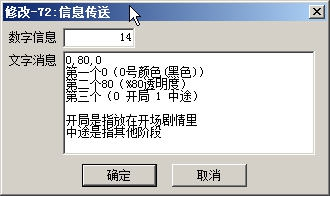 修改-72:信息传送
数字信息 14
文字消息
0,80,0
第一个0（0号颜色(黑色)）
第一个80（%80透明度）
第三个（0 开局 1 中途）
开局是指放在开场剧情里
中途是指其他阶段
确定 取消